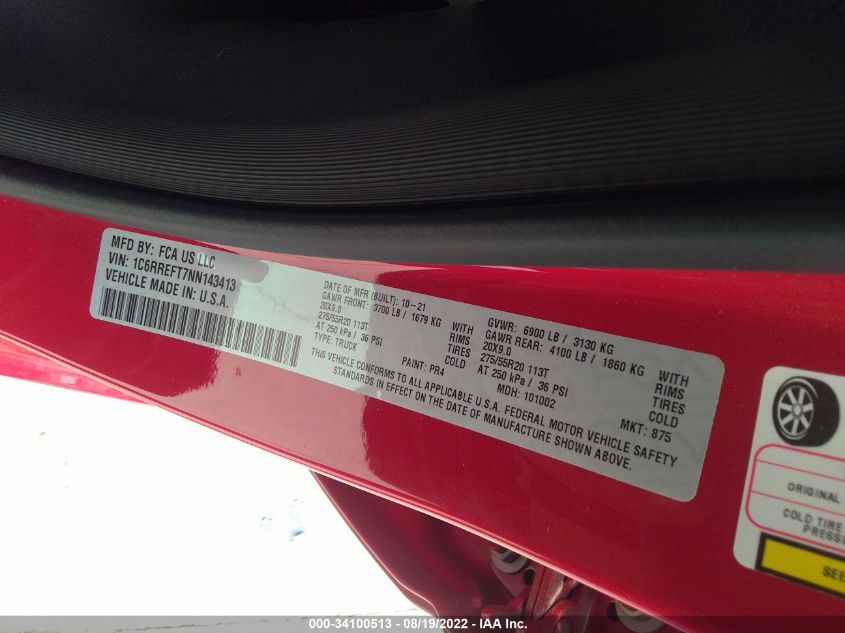 MFD BY: FCA US LLC
VIN: 1C6RREFT7NN143413
VEHICLE MADE IN: U.S.A.
DATE OF MFR (BUILT): 10-21
GAWR FRONT: 3700 LB / 1679 KG WITH
20X9.0 RIMS
275/55R20 113T TIRES
AT 250 kPa / 36 PSI COLD
TYPE: TRUCK
PAINT: PR4
GVWR: 6900 LB / 3130 KG
GAWR REAR: 4100 LB / 1860 KG WITH
20X9.0 RIMS
275/55R20 113T TIRES
AT 250 kPa / 36 PSI COLD
MDH: 101002
MKT: 875
THIS VEHICLE CONFORMS TO ALL APPLICABLE U.S.A. FEDERAL MOTOR VEHICLE SAFETY
STANDARDS IN EFFECT ON THE DATE OF MANUFACTURE SHOWN ABOVE.
ORIGINAL
COLD TIRE
PRESS
SEE
000-34100513 - 08/19/2022 - IAA Inc.